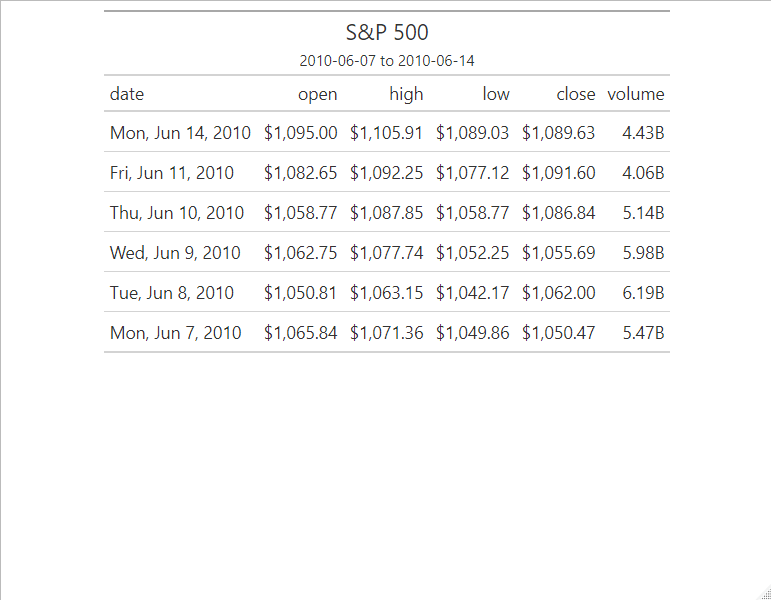 S&P 500
2010-06-07 to 2010-06-14
date open high low close volume
Mon, Jun 14, 2010 $1,095.00 $1,105.91 $1,089.03 $1,089.63 4.43B
Fri, Jun 11, 2010 $1,082.65 $1,092.25 $1,077.12 $1,091.60 4.06B
Thu, Jun 10, 2010 $1,058.77 $1,087.85 $1,058.77 $1,086.84 5.14B
Wed, Jun 9, 2010 $1,062.75 $1,077.74 $1,052.25 $1,055.69 5.98B
Tue, Jun 8, 2010 $1,050.81 $1,063.15 $1,042.17 $1,062.00 6.19B
Mon, Jun 7, 2010 $1,065.84 $1,071.36 $1,049.86 $1,050.47 5.47B